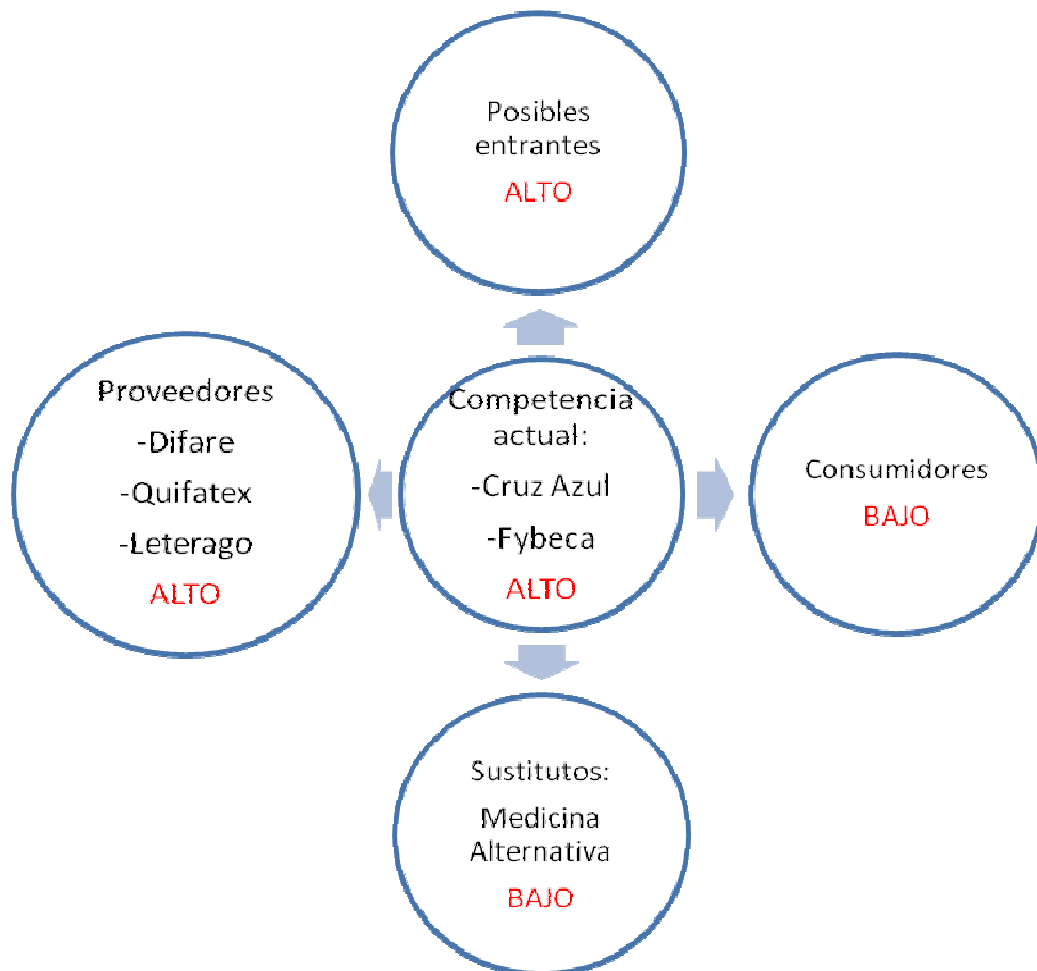 Posibles
entrantes
ALTO
Proveedores
-Difare
-Quifatex
-Leterago
ALTO
Competencia
actual:
-Cruz Azul
-Fybeca
ALTO
Consumidores
BAJO
Sustitutos:
Medicina
Alternativa
BAJO